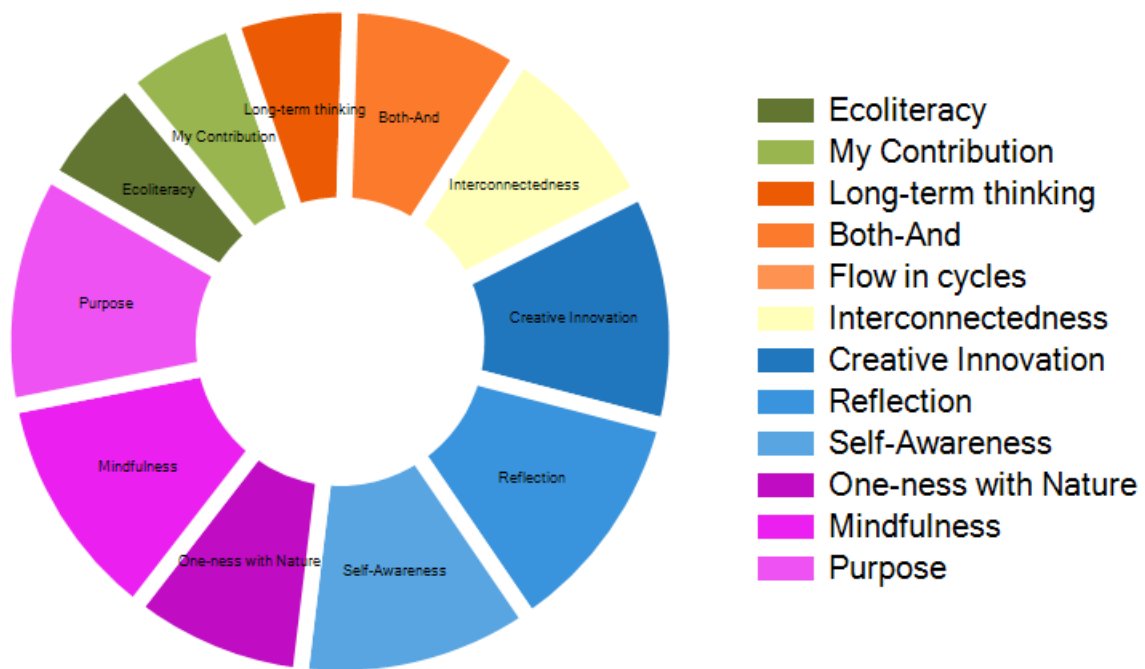 Long-term thinking
Both-And
My Contribution
Interconnectedness
Ecoliteracy
Purpose
Creative Innovation
Mindfulness
Reflection
One-ness with Nature
Self-Awareness
Ecoliteracy
My Contribution
Long-term thinking
Both-And
Flow in cycles
Interconnectedness
Creative Innovation
Reflection
Self-Awareness
One-ness with Nature
Mindfulness
Purpose